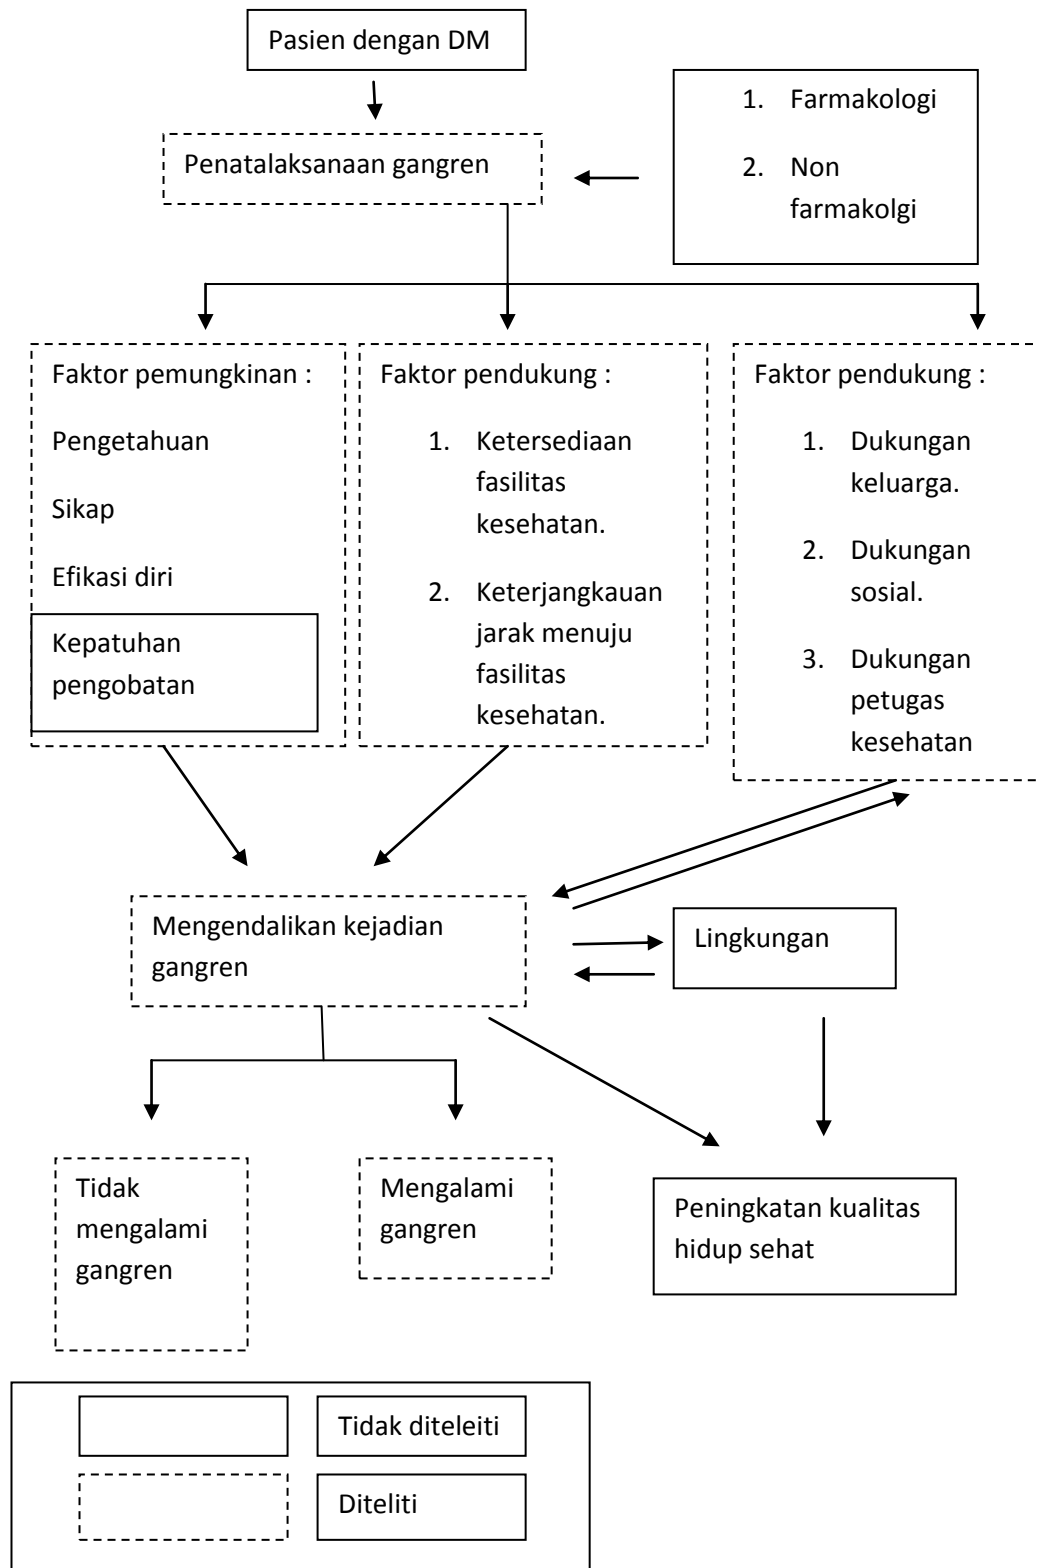 Pasien dengan DM
1. Farmakologi
2. Non
farmakolgi
Penatalaksanaan gangren
Faktor pemungkinan :
Pengetahuan
Sikap
Efikasi diri
Kepatuhan
pengobatan
Faktor pendukung :
1. Ketersediaan
fasilitas
kesehatan.
2. Keterjangkauan
jarak menuju
fasilitas
kesehatan.
Faktor pendukung :
1. Dukungan
keluarga.
2. Dukungan
sosial.
3. Dukungan
petugas
kesehatan
Mengendalikan kejadian
gangren
Lingkungan
Tidak
mengalami
gangren
Mengalami
gangren
Peningkatan kualitas
hidup sehat
Tidak diteleiti
Diteliti